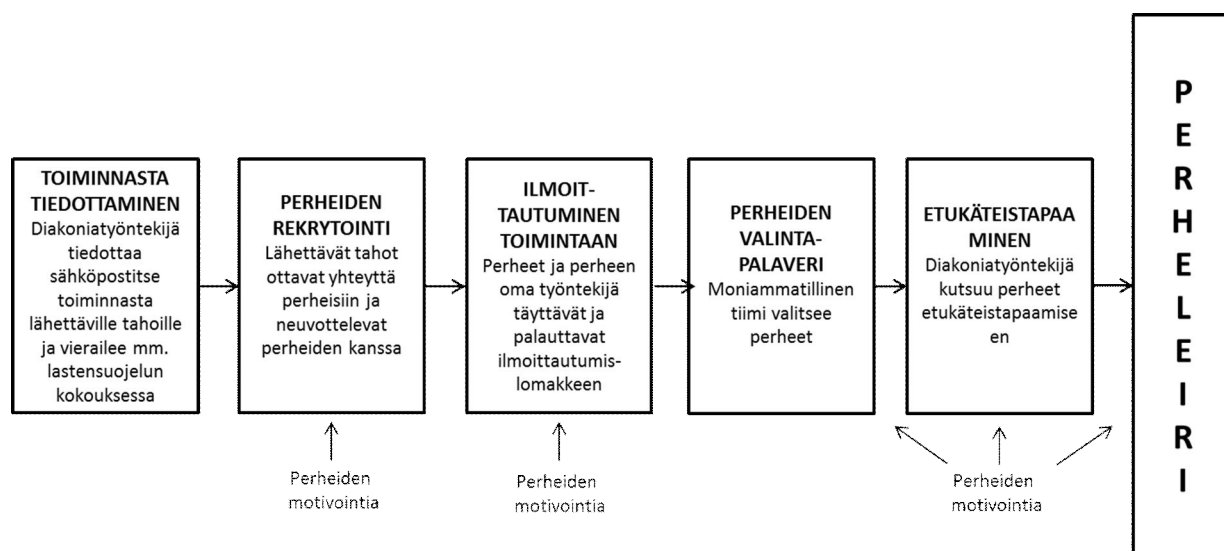 TOIMINNASTA
TIEDOTTAMINEN
Diakoniatyöntekijä
tiedottaa
sähköpostitse
toiminnasta
lähettäville tahoille
ja vierailee mm.
lastensuojelun
kokouksessa
PERHEIDEN
REKRYTOINTI
Lähettävät tahot
ottavat yhteyttä
perheisiin ja
neuvottelevat
perheiden kanssa
ILMOIT-
TAUTUMINEN
TOIMINTAAN
Perheet ja perheen
oma työntekijä
täyttävät ja
palauttavat
ilmoittautumis-
lomakkeen
PERHEIDEN
VALINTA-
PALAVERI
Moniammatillinen
tiimi valitsee
perheet
ETUKÄTEISTAPAA
MINEN
Diakoniatyöntekijä
kutsuu perheet
etukäteistapaamise
en
P
E
R
H
E
L
E
I
R
I
Perheiden
motivointia
Perheiden
motivointia
Perheiden
motivointia